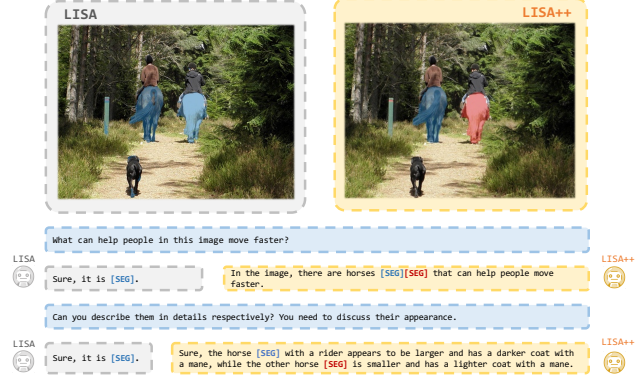 LISA
LISA++
What can help people in this image move faster?
LISA
LISA++
Sure, it is [SEG].
In the image, there are horses [SEG][SEG] that can help people move
faster.
Can you describe them in details respectively? You need to discuss their appearance.
LISA
LISA++
Sure, it is [SEG].
Sure, the horse [SEG] with a rider appears to be larger and has a darker coat with
a mane, while the other horse [SEG] is smaller and has a lighter coat with a mane.